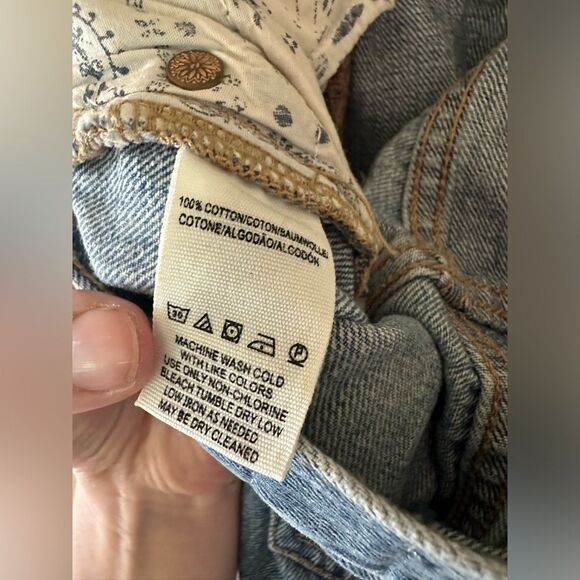 100% COTTON/COTON/BAUMWOLLE/
COTONE/ALGODÃO/ALGODÓN
30 P
MACHINE WASH COLD
WITH LIKE COLORS
USE ONLY NON-CHLORINE
BLEACH TUMBLE DRY LOW
LOW IRON AS NEEDED
MAY BE DRY CLEANED